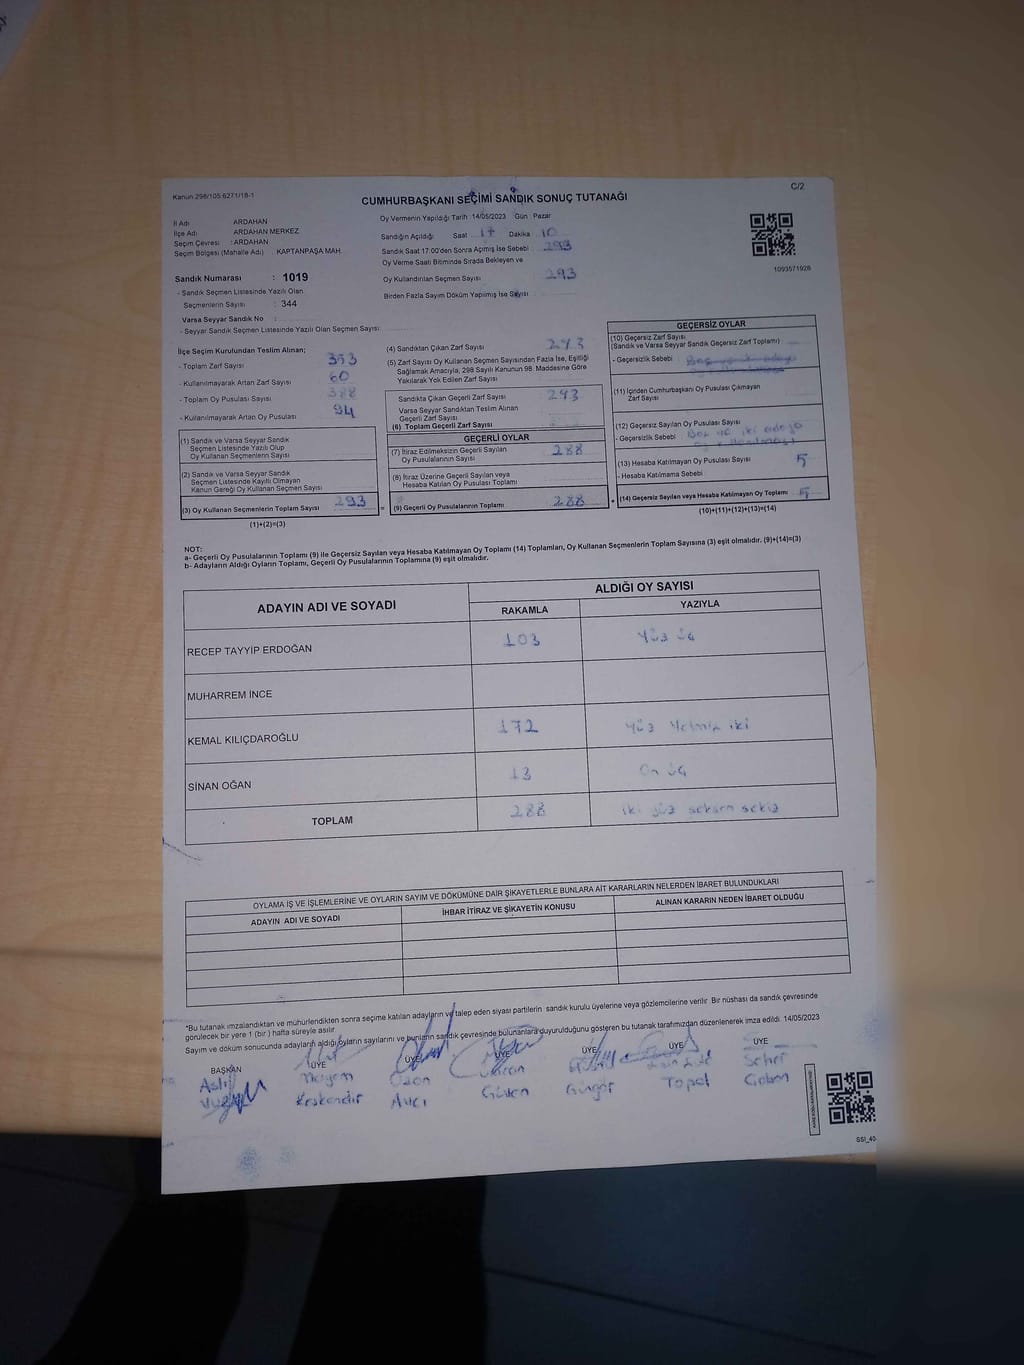 Kanun 298/105 6271/18-1
C/2
CUMHURBAŞKANI SEÇİMİ SANDIK SONUÇ TUTANAĞI
İl Adı ARDAHAN
İlçe Adı ARDAHAN MERKEZ
Seçim Çevresi : ARDAHAN
Seçim Bölgesi (Mahalle Adı) . KAPTANPAŞA MAH.
Sandık Numarası : 1019
- Sandık Seçmen Listesinde Yazılı Olan
Seçmenlerin Sayısı : 344
Varsa Seyyar Sandık No :
- Seyyar Sandık Seçmen Listesinde Yazılı Olan Seçmen Sayısı
Oy Vermenin Yapıldığı Tarih 14/05/2023 Gün Pazar
Sandığın Açıldığı Saat 17 Dakika 10
Sandık Saat 17:00'den Sonra Açımış İse Sebebi 293
Oy Verme Saati Bitiminde Sırada Bekleyen ve
Oy Kullandırılan Seçmen Sayısı 293
Birden Fazla Sayım Döküm Yapılmış İse Sayısı
1093571928
İlçe Seçim Kurulundan Teslim Alınan;
- Toplam Zarf Sayısı 353
- Kullanılmayarak Artan Zarf Sayısı 60
- Toplam Oy Pusulası Sayısı 388
- Kullanılmayarak Artan Oy Pusulası 94
(1) Sandık ve Varsa Seyyar Sandık
Seçmen Listesinde Yazılı Olup
Oy Kullanan Seçmenlerin Sayısı
(2) Sandık ve Varsa Seyyar Sandık
Seçmen Listesinde Kayıtlı Olmayan
Kanun Gereği Oy Kullanan Seçmen Sayısı
(3) Oy Kullanan Seçmenlerin Toplam Sayısı 293
(1)+(2)=(3)
(4) Sandıktan Çıkan Zarf Sayısı 293
(5) Zarf Sayısı Oy Kullanan Seçmen Sayısından Fazla İse, Eşitliği
Sağlamak Amacıyla, 298 Sayılı Kanunun 98. Maddesine Göre
Yakılarak Yok Edilen Zarf Sayısı
Sandıkta Çıkan Geçerli Zarf Sayısı 293
Varsa Seyyar Sandıktan Teslim Alınan
Geçerli Zarf Sayısı
(6) Toplam Geçerli Zarf Sayısı
GEÇERLİ OYLAR
(7) İtiraz Edilmeksizin Geçerli Sayılan
Oy Pusulalarının Sayısı 288
(8) İtiraz Üzerine Geçerli Sayılan veya
Hesaba Katılan Oy Pusulası Toplamı
(9) Geçerli Oy Pusulalarının Toplamı 288
GEÇERSİZ OYLAR
(10) Geçersiz Zarf Sayısı
(Sandık ve Varsa Seyyar Sandık Geçersiz Zarf Toplamı)
- Geçersizlik Sebebi
(11) İçinden Cumhurbaşkanı Oy Pusulası Çıkmayan
Zarf Sayısı
(12) Geçersiz Sayılan Oy Pusulası Sayısı
- Geçersizlik Sebebi Boş ve iki adaya
(13) Hesaba Katılmayan Oy Pusulası Sayısı 5
- Hesaba Katılmama Sebebi
(14) Geçersiz Sayılan veya Hesaba Katılmayan Oy Toplamı 5
(10)+(11)+(12)+(13)=(14)
NOT:
a- Geçerli Oy Pusulalarının Toplamı (9) ile Geçersiz Sayılan veya Hesaba Katılmayan Oy Toplamı (14) Toplamları, Oy Kullanan Seçmenlerin Toplam Sayısına (3) eşit olmalıdır. (9)+(14)=(3)
b- Adayların Aldığı Oyların Toplamı, Geçerli Oy Pusulalarının Toplamına (9) eşit olmalıdır.
ADAYIN ADI VE SOYADI ALDIĞI OY SAYISI
RAKAMLA YAZIYLA
RECEP TAYYİP ERDOĞAN 103 Yüz üç
MUHARREM İNCE
KEMAL KILIÇDAROĞLU 172 Yüz Yetmiş iki
SİNAN OĞAN 13 On üç
TOPLAM 288 iki yüz seksen sekiz
OYLAMA İŞ VE İŞLEMLERİNE VE OYLARIN SAYIM VE DÖKÜMÜNE DAİR ŞİKAYETLERLE BUNLARA AİT KARARLARIN NELERDEN İBARET BULUNDUKLARI
ADAYIN ADI VE SOYADI İHBAR İTİRAZ VE ŞİKAYETİN KONUSU ALINAN KARARIN NEDEN İBARET OLDUĞU
*Bu tutanak imzalandıktan ve mühürlendikten sonra seçime katılan adayların ve talep eden siyasi partilerin sandık kurulu üyelerine veya gözlemcilerine verilir. Bir nüshası da sandık çevresinde
görülecek bir yere 1 (bir) hafta süreyle asılır
Sayım ve döküm sonucunda adayların aldığı oyların sayılarını ve bunların sandık çevresinde bulunanlara duyurulduğunu gösteren bu tutanak tarafımızdan düzenlenerek imza edildi. 14/05/2023
BAŞKAN ÜYE ÜYE ÜYE ÜYE ÜYE ÜYE
Aslı Meryem Ozan Seher
Keskendir Avcı Güven Güngör Topal
SSI_40